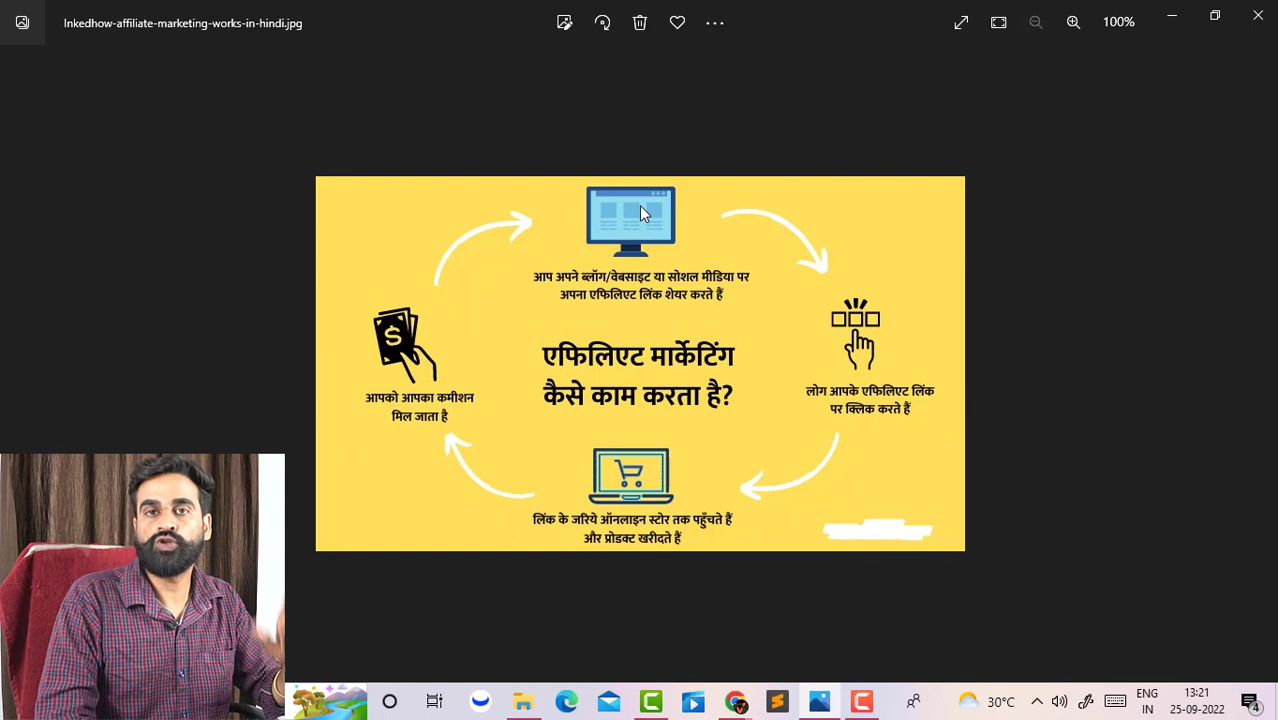 Inkedhow-affiliate-marketing-works-in-hindi.jpg
100%
आप अपने ब्लॉग/वेबसाइट या सोशल मीडिया पर
अपना एफिलिएट लिंक शेयर करते हैं
एफिलिएट मार्केटिंग
कैसे काम करता है?
लोग आपके एफिलिएट लिंक
पर क्लिक करते हैं
आपको आपका कमीशन
मिल जाता है
लिंक के जरिये ऑनलाइन स्टोर तक पहुँचते हैं
और प्रोडक्ट खरीदते हैं
30°C
ENG
IN
13:21
25-09-2022
4